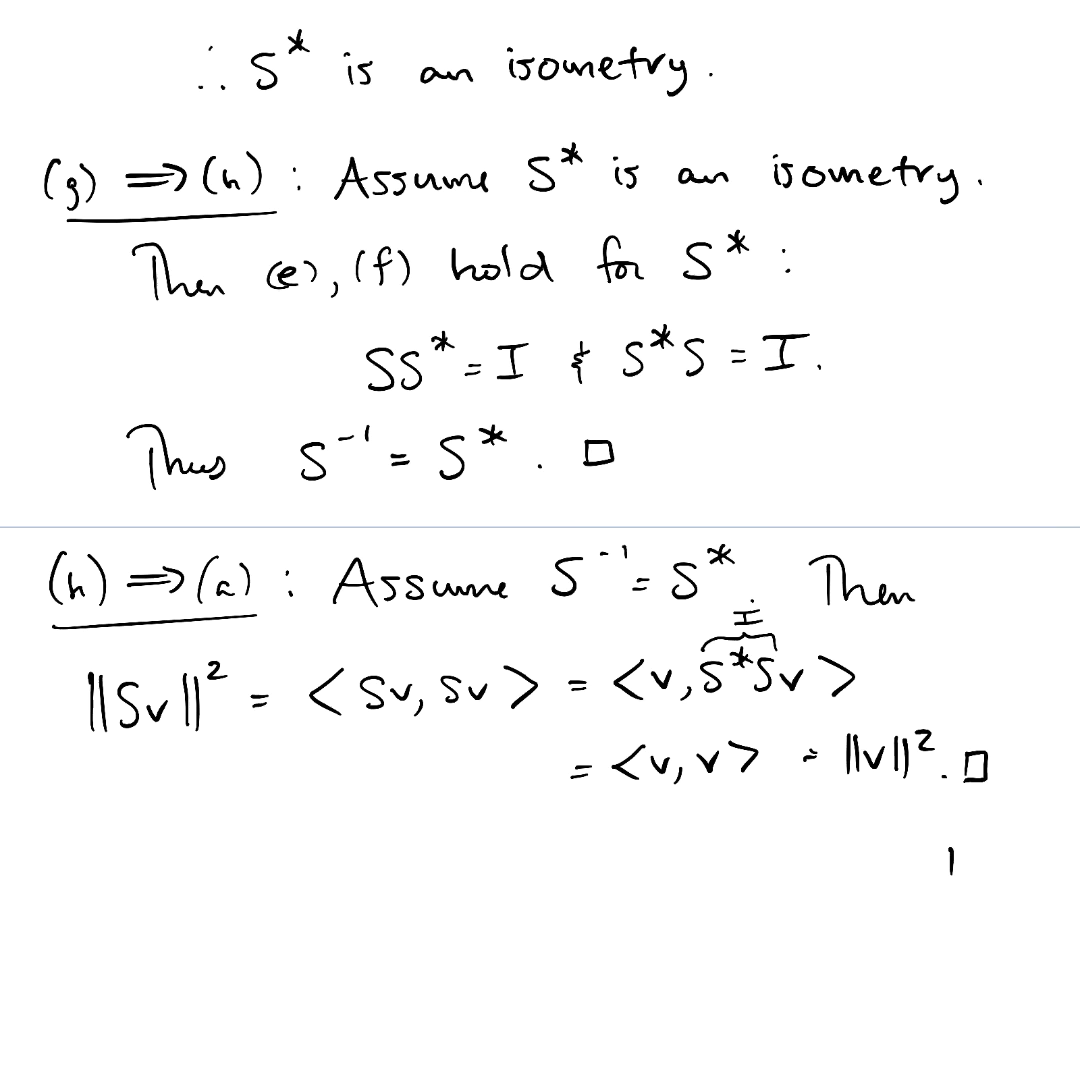 ∴ S* is an isometry.
(g) ⟹ (h) : Assume S* is an isometry.
Then (e), (f) hold for S* :
SS* = I & S*S = I.
Thus S⁻¹ = S*. □
(h) ⟹ (a) : Assume S⁻¹ = S*. Then
I
||Sv||² = <Sv, Sv> = <v, S*Sv>
= <v, v> = ||v||². □